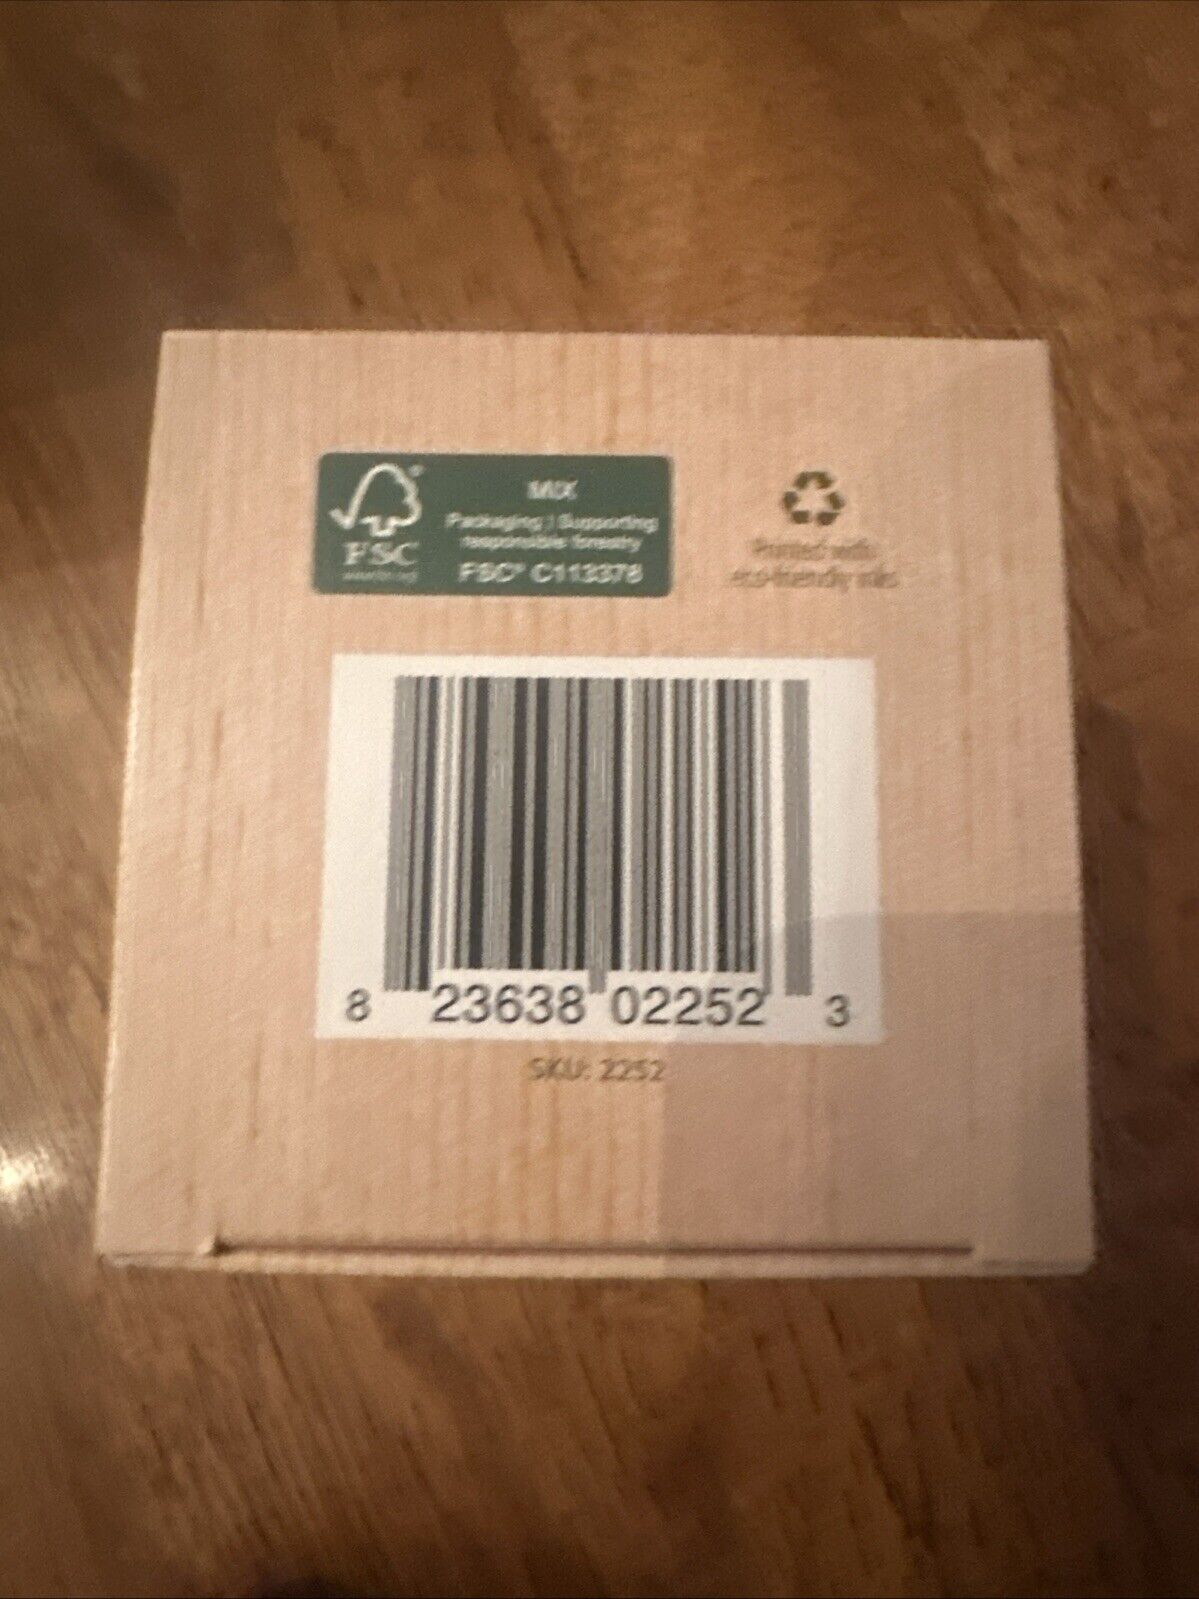 FSC
MIX
Packaging | Supporting
responsible forestry
FSC® C113378
Printed with
eco-friendly inks
8 23638 02252 3
SKU: 2252